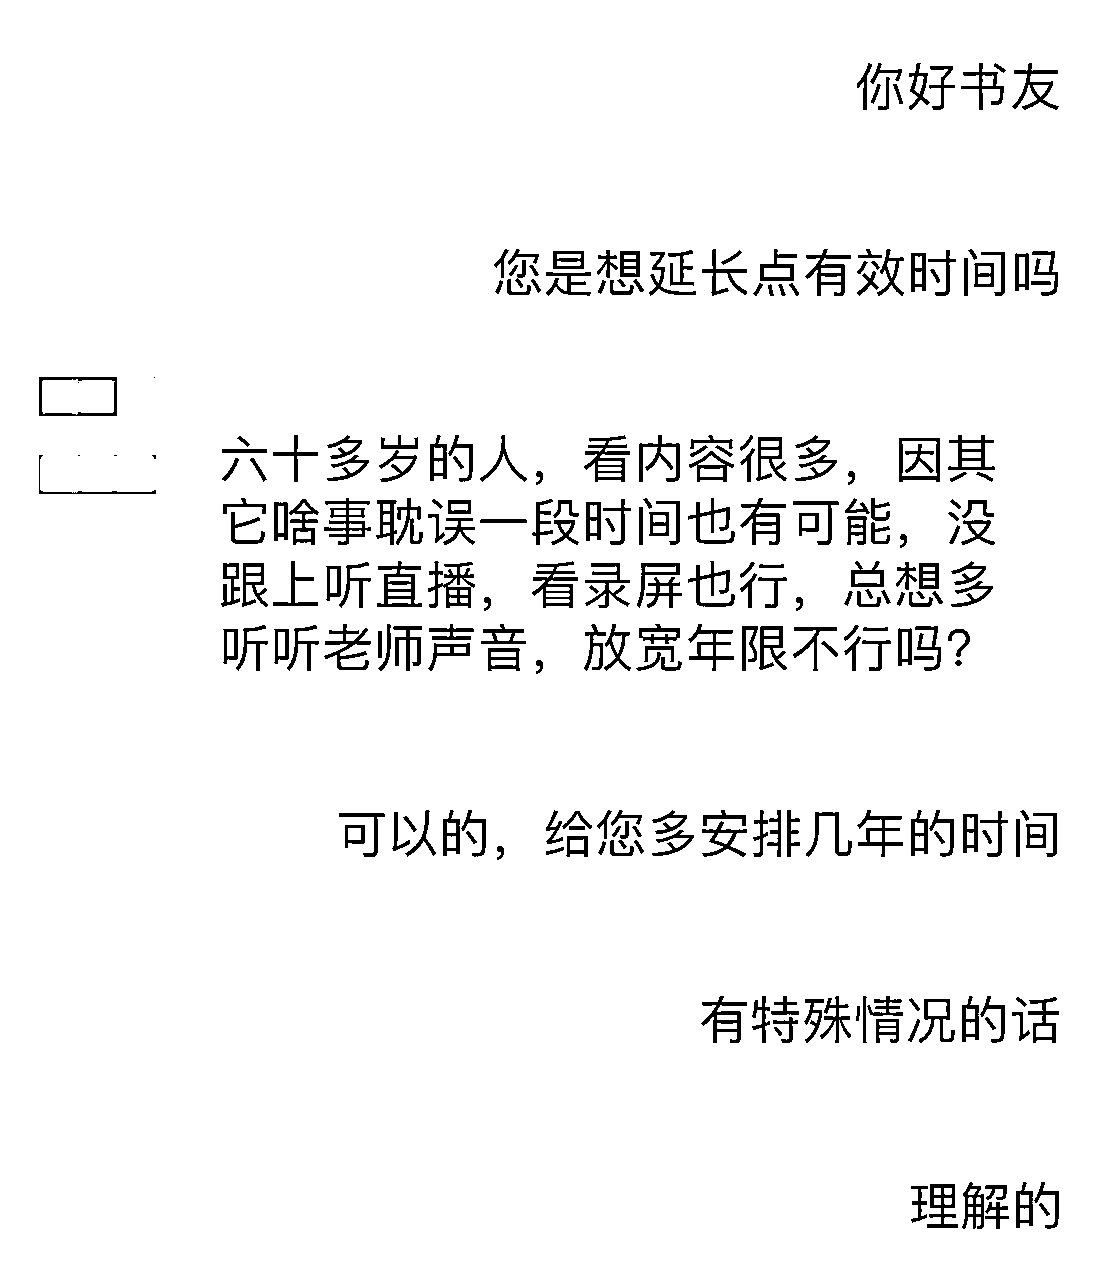 你好书友
您是想延长点有效时间吗
六十多岁的人，看内容很多，因其
它啥事耽误一段时间也有可能，没
跟上听直播，看录屏也行，总想多
听听老师声音，放宽年限不行吗？
可以的，给您多安排几年的时间
有特殊情况的话
理解的